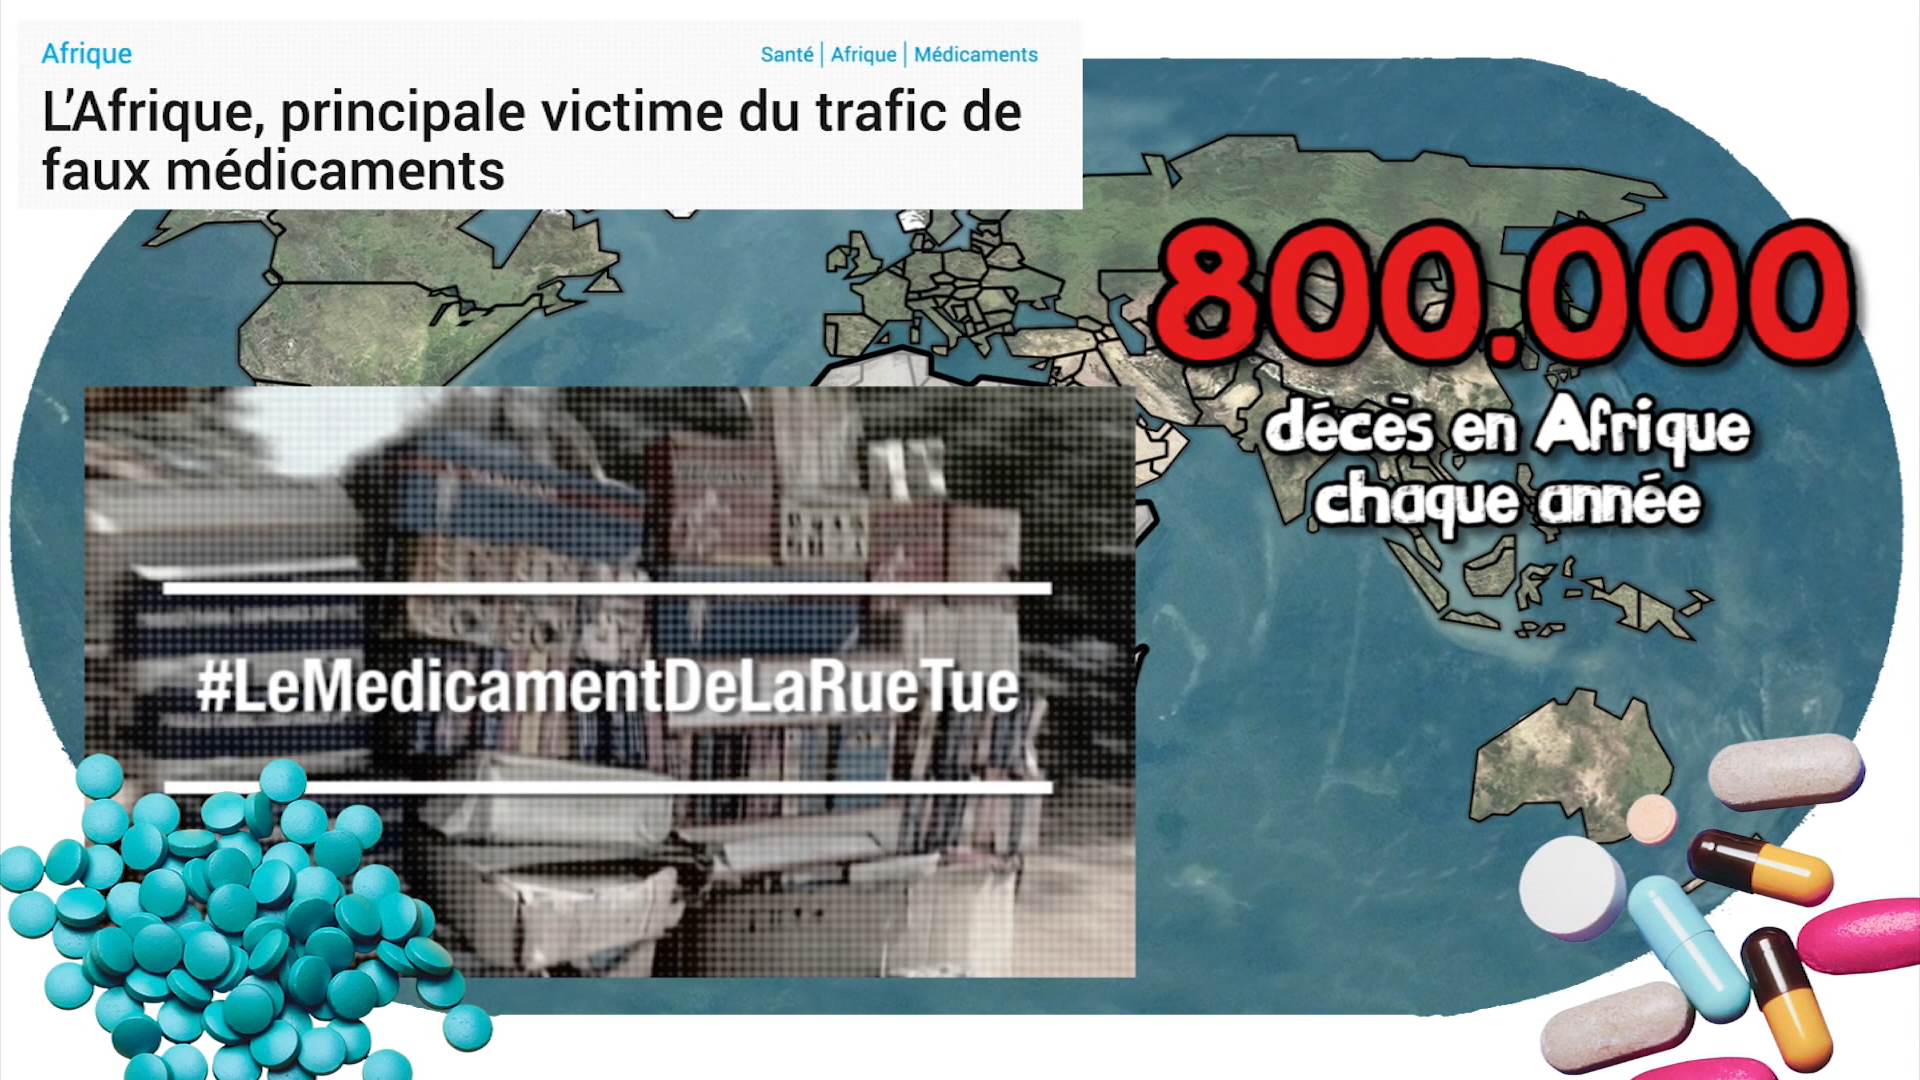 Afrique
Santé | Afrique | Médicaments
L’Afrique, principale victime du trafic de
faux médicaments
800.000
décès en Afrique
chaque année
#LeMedicamentDeLaRueTue